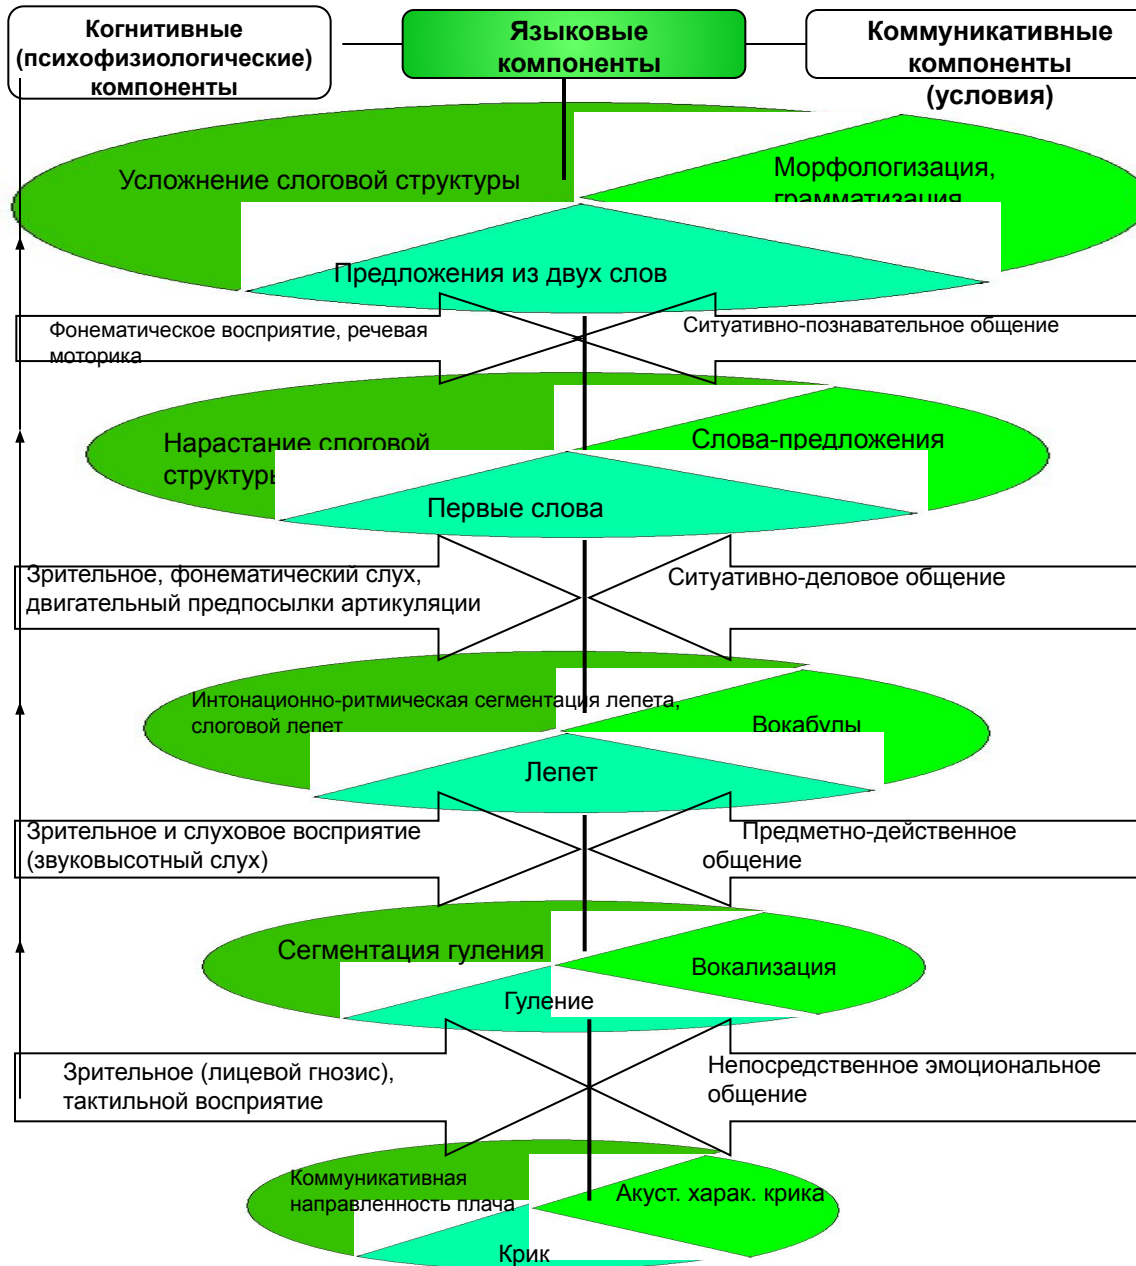 Когнитивные
(психофизиологические)
компоненты
Языковые
компоненты
Коммуникативные
компоненты
(условия)
Усложнение слоговой структуры
Морфологизация,
грамматизация
Предложения из двух слов
Фонематическое восприятие, речевая
моторика
Ситуативно-познавательное общение
Нарастание слоговой
структуры
Слова-предложения
Первые слова
Зрительное, фонематический слух,
двигательный предпосылки артикуляции
Ситуативно-деловое общение
Интонационно-ритмическая сегментация лепета,
слоговой лепет
Вокабулы
Лепет
Зрительное и слуховое восприятие
(звуковысотный слух)
Предметно-действенное
общение
Сегментация гуления
Вокализация
Гуление
Зрительное (лицевой гнозис),
тактильной восприятие
Непосредственное эмоциональное
общение
Коммуникативная
направленность плача
Акуст. харак. крика
Крик